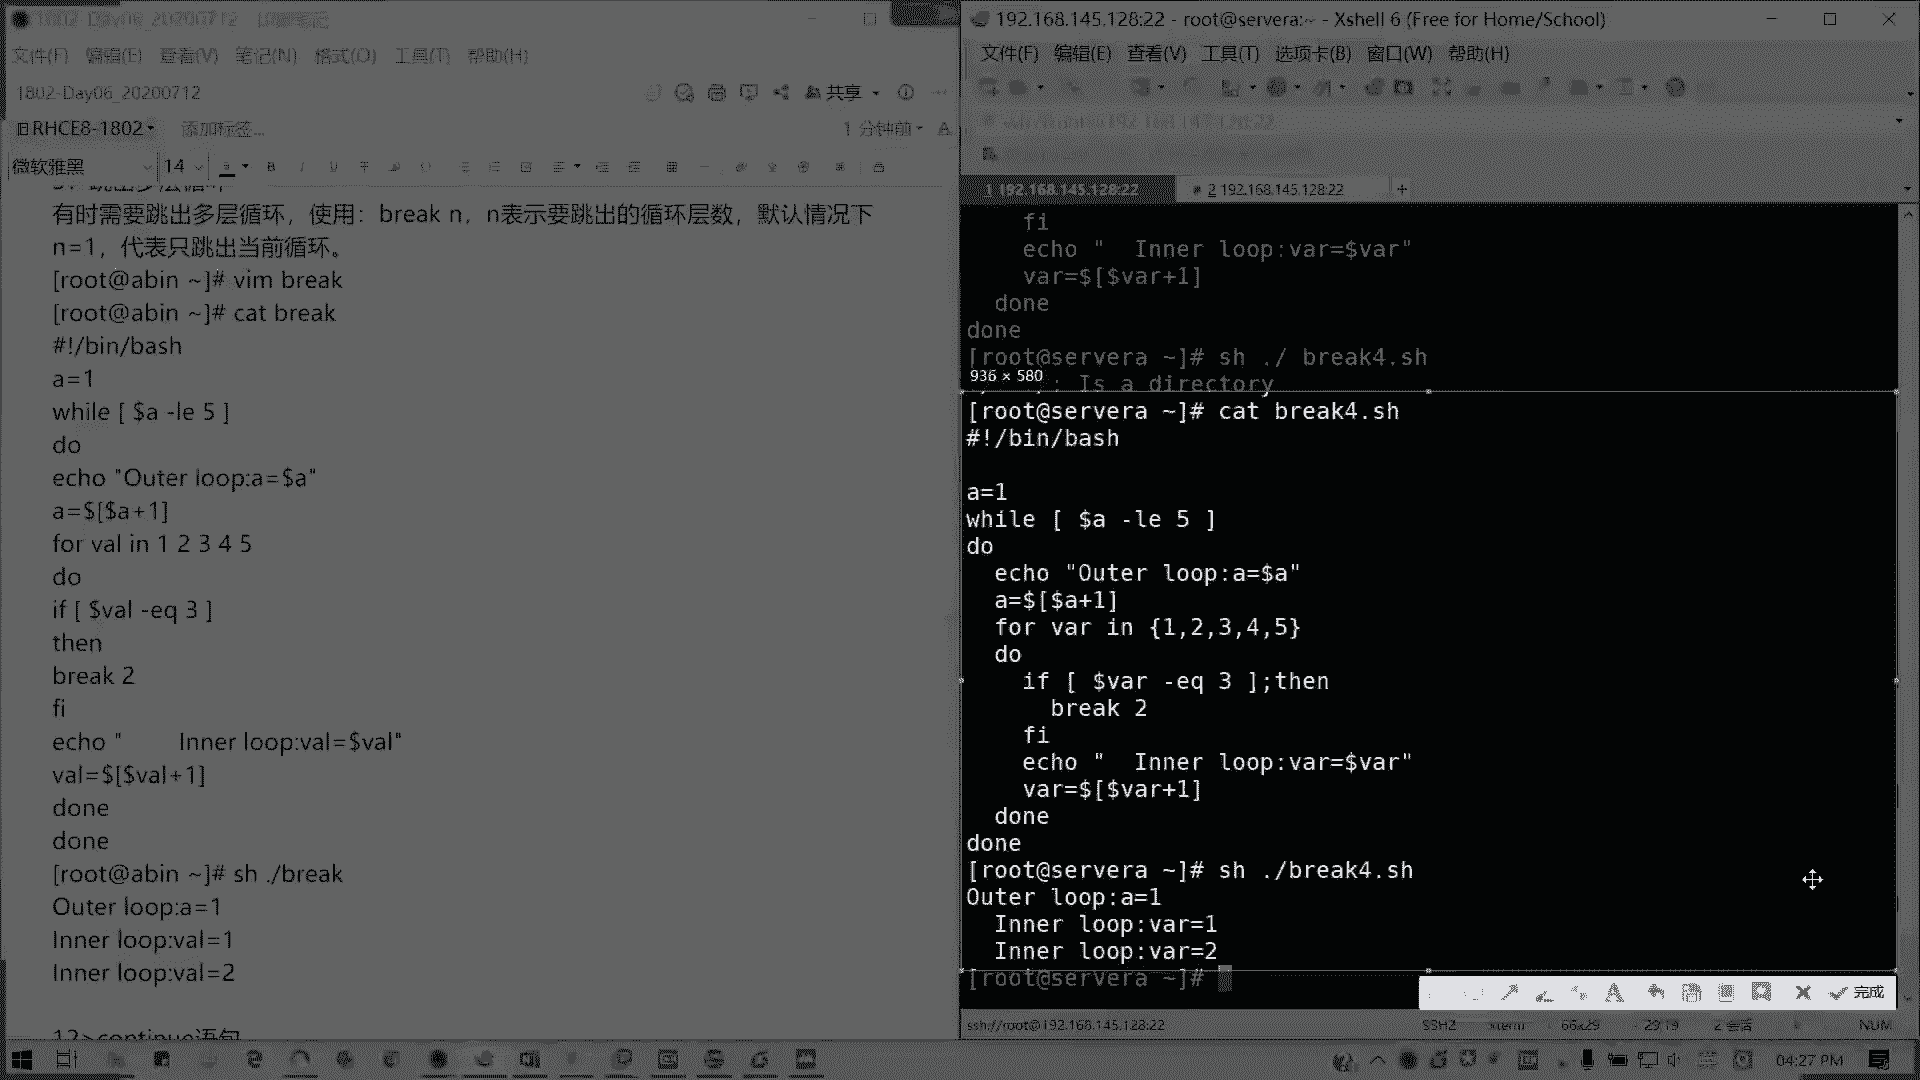 1802-Day06_20200712
文件(F) 编辑(E) 查看(V) 笔记(N) 格式(O) 工具(T) 帮助(H)
1802-Day06_20200712
共享
RHCE8-1802
添加标签...
1 分钟前
微软雅黑
14
有时需要跳出多层循环，使用：break n，n表示要跳出的循环层数，默认情况下
n=1，代表只跳出当前循环。
[root@abin ~]# vim break
[root@abin ~]# cat break
#!/bin/bash
a=1
while [ $a -le 5 ]
do
echo "Outer loop:a=$a"
a=$[$a+1]
for val in 1 2 3 4 5
do
if [ $val -eq 3 ]
then
break 2
fi
echo "        Inner loop:val=$val"
val=$[$val+1]
done
done
[root@abin ~]# sh ./break
Outer loop:a=1
Inner loop:val=1
Inner loop:val=2
12>continue语句
192.168.145.128:22 - root@servera:~ - Xshell 6 (Free for Home/School)
文件(F) 编辑(E) 查看(V) 工具(T) 选项卡(B) 窗口(W) 帮助(H)
1 192.168.145.128:22
2 192.168.145.128:22
fi
echo "  Inner loop:var=$var"
var=$[$var+1]
done
done
[root@servera ~]# sh ./ break4.sh
936 × 580
: Is a directory
[root@servera ~]# cat break4.sh
#!/bin/bash
a=1
while [ $a -le 5 ]
do
echo "Outer loop:a=$a"
a=$[$a+1]
for var in {1,2,3,4,5}
do
if [ $var -eq 3 ];then
break 2
fi
echo "  Inner loop:var=$var"
var=$[$var+1]
done
done
[root@servera ~]# sh ./break4.sh
Outer loop:a=1
Inner loop:var=1
Inner loop:var=2
[root@servera ~]#
完成
ssh://root@192.168.145.128:22
SSH2
xterm
66x29
29,19
2 会话
NUM
04:27 PM